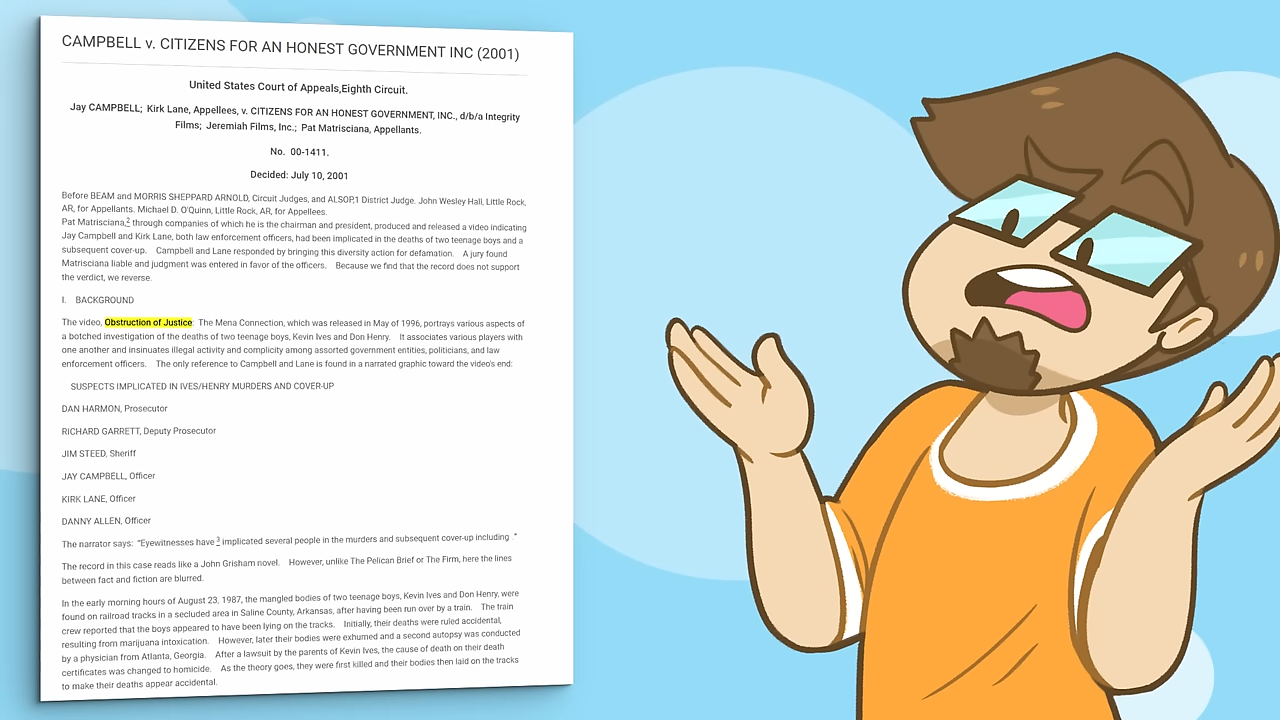 CAMPBELL v. CITIZENS FOR AN HONEST GOVERNMENT INC (2001)
United States Court of Appeals,Eighth Circuit.
Jay CAMPBELL; Kirk Lane, Appellees, v. CITIZENS FOR AN HONEST GOVERNMENT, INC., d/b/a Integrity
Films; Jeremiah Films, Inc.; Pat Matrisciana, Appellants.
No. 00-1411.
Decided: July 10, 2001
Before BEAM and MORRIS SHEPPARD ARNOLD, Circuit Judges, and ALSOP,1 District Judge. John Wesley Hall, Little Rock,
AR, for Appellants. Michael D. O'Quinn, Little Rock, AR, for Appellees.
Pat Matrisciana,2 through companies of which he is the chairman and president, produced and released a video indicating
Jay Campbell and Kirk Lane, both law enforcement officers, had been implicated in the deaths of two teenage boys and a
subsequent cover-up. Campbell and Lane responded by bringing this diversity action for defamation. A jury found
Matrisciana liable and judgment was entered in favor of the officers. Because we find that the record does not support
the verdict, we reverse.
I. BACKGROUND
The video, Obstruction of Justice: The Mena Connection, which was released in May of 1996, portrays various aspects of
a botched investigation of the deaths of two teenage boys, Kevin Ives and Don Henry. It associates various players with
one another and insinuates illegal activity and complicity among assorted government entities, politicians, and law
enforcement officers. The only reference to Campbell and Lane is found in a narrated graphic toward the video's end:
SUSPECTS IMPLICATED IN IVES/HENRY MURDERS AND COVER-UP
DAN HARMON, Prosecutor
RICHARD GARRETT, Deputy Prosecutor
JIM STEED, Sheriff
JAY CAMPBELL, Officer
KIRK LANE, Officer
DANNY ALLEN, Officer
The narrator says: "Eyewitnesses have 3 implicated several people in the murders and subsequent cover-up including "
The record in this case reads like a John Grisham novel. However, unlike The Pelican Brief or The Firm, here the lines
between fact and fiction are blurred.
In the early morning hours of August 23, 1987, the mangled bodies of two teenage boys, Kevin Ives and Don Henry, were
found on railroad tracks in a secluded area in Saline County, Arkansas, after having been run over by a train. The train
crew reported that the boys appeared to have been lying on the tracks. Initially, their deaths were ruled accidental,
resulting from marijuana intoxication. However, later their bodies were exhumed and a second autopsy was conducted
by a physician from Atlanta, Georgia. After a lawsuit by the parents of Kevin Ives, the cause of death on their death
certificates was changed to homicide. As the theory goes, they were first killed and their bodies then laid on the tracks
to make their deaths appear accidental.